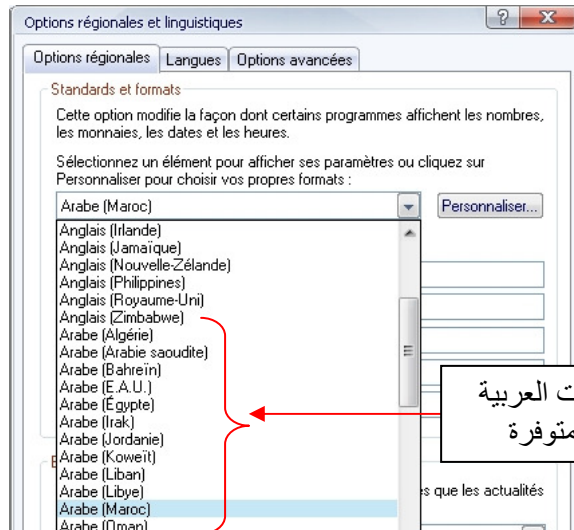 Options régionales et linguistiques
Options régionales Langues Options avancées
Standards et formats
Cette option modifie la façon dont certains programmes affichent les nombres,
les monnaies, les dates et les heures.
Sélectionnez un élément pour afficher ses paramètres ou cliquez sur
Personnaliser pour choisir vos propres formats :
Arabe (Maroc) Personnaliser...
Anglais (Irlande)
Anglais (Jamaïque)
Anglais (Nouvelle-Zélande)
Anglais (Philippines)
Anglais (Royaume-Uni)
Anglais (Zimbabwe)
Arabe (Algérie)
Arabe (Arabie saoudite)
Arabe (Bahreïn)
Arabe (E.A.U.)
Arabe (Égypte)
Arabe (Irak)
Arabe (Jordanie)
Arabe (Koweït)
Arabe (Liban)
Arabe (Libye)
Arabe (Maroc)
Arabe (Oman)
ت العربية
متوفرة
s que les actualités